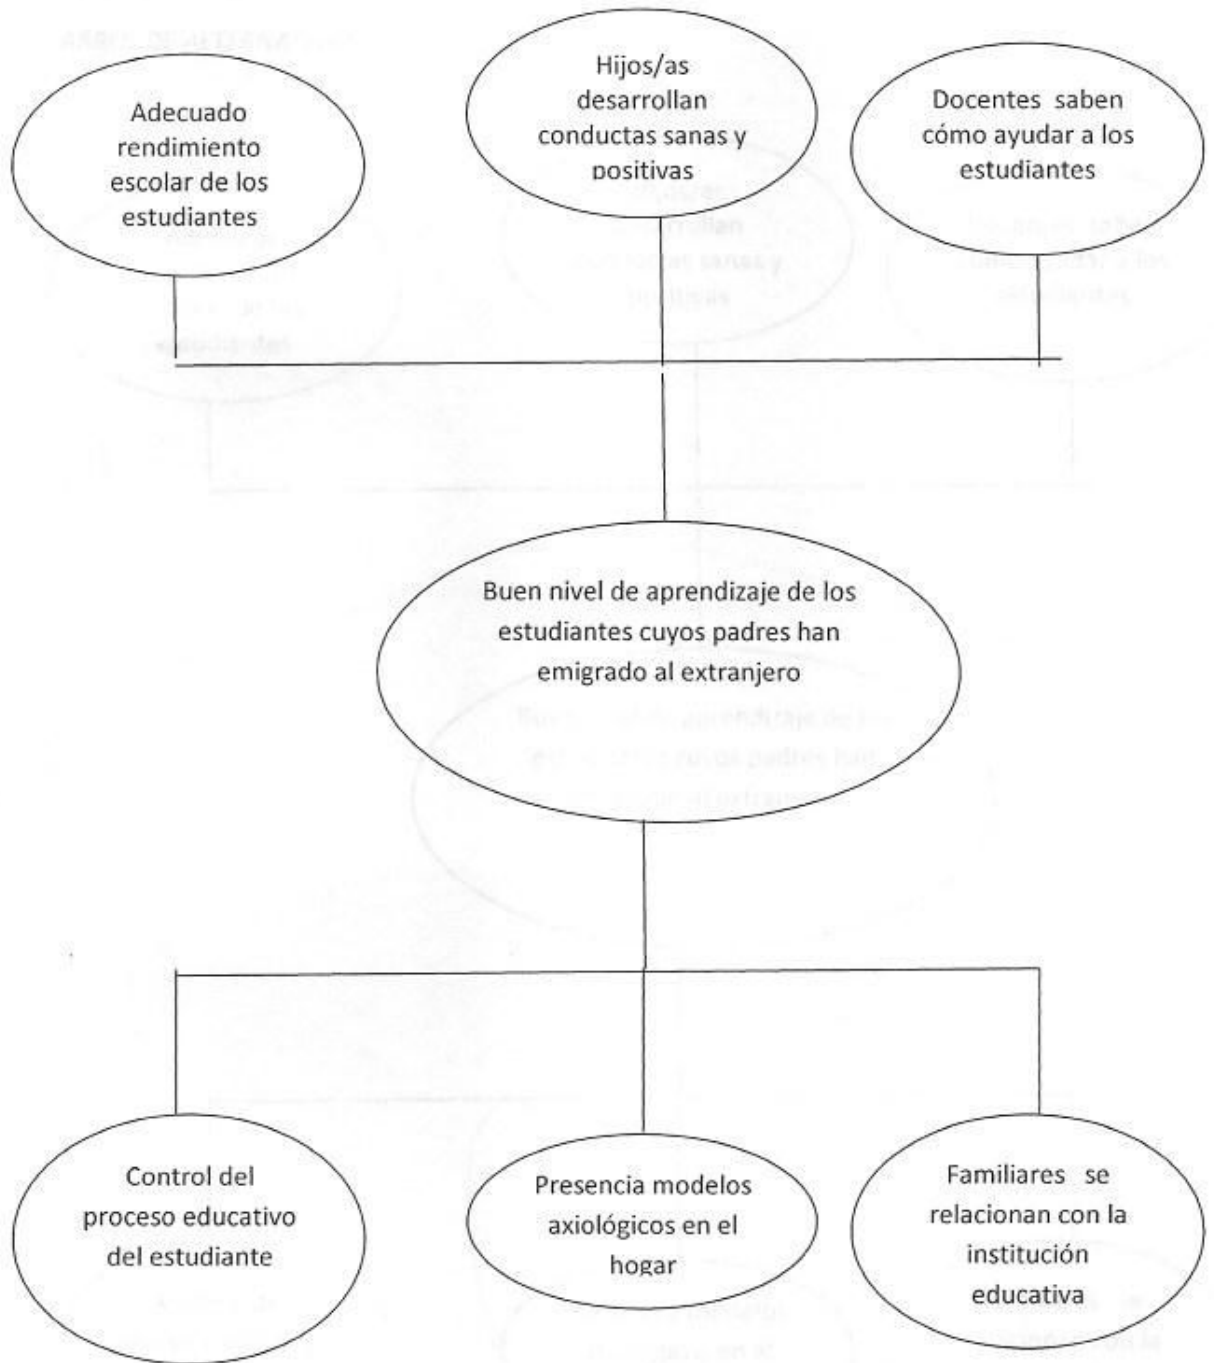 Adecuado
rendimiento
escolar de los
estudiantes
Hijos/as
desarrollan
conductas sanas y
positivas
Docentes saben
cómo ayudar a los
estudiantes
Buen nivel de aprendizaje de los
estudiantes cuyos padres han
emigrado al extranjero
Control del
proceso educativo
del estudiante
Presencia modelos
axiológicos en el
hogar
Familiares se
relacionan con la
institución
educativa